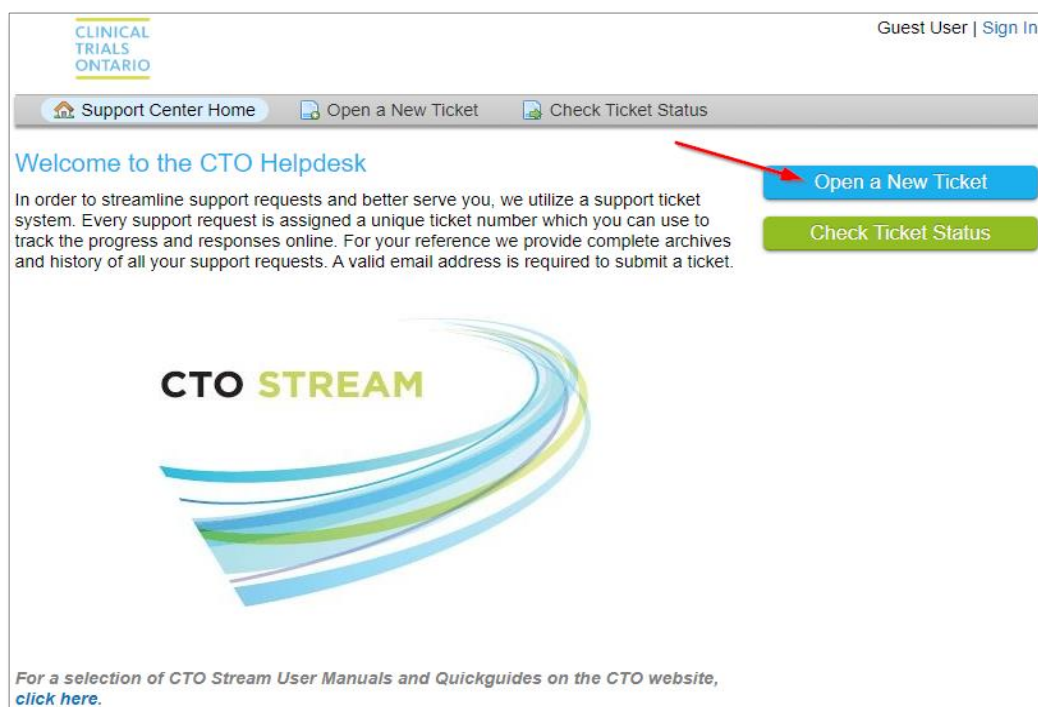 CLINICAL
TRIALS
ONTARIO
Guest User | Sign In
Support Center Home
Open a New Ticket
Check Ticket Status
Welcome to the CTO Helpdesk
In order to streamline support requests and better serve you, we utilize a support ticket
system. Every support request is assigned a unique ticket number which you can use to
track the progress and responses online. For your reference we provide complete archives
and history of all your support requests. A valid email address is required to submit a ticket.
Open a New Ticket
Check Ticket Status
CTO STREAM
For a selection of CTO Stream User Manuals and Quickguides on the CTO website,
click here.